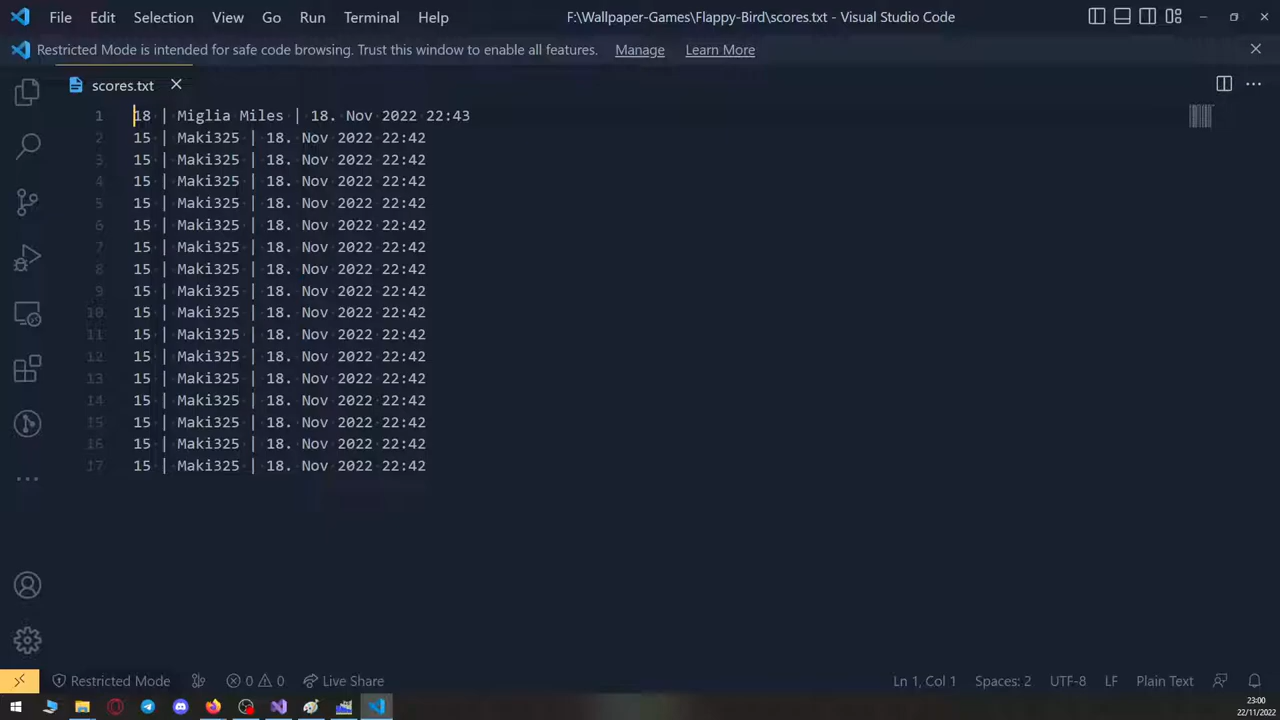 File Edit Selection View Go Run Terminal Help F:\Wallpaper-Games\Flappy-Bird\scores.txt - Visual Studio Code
Restricted Mode is intended for safe code browsing. Trust this window to enable all features. Manage Learn More
scores.txt
1 18 | Miglia Miles | 18. Nov 2022 22:43
2 15 | Maki325 | 18. Nov 2022 22:42
3 15 | Maki325 | 18. Nov 2022 22:42
4 15 | Maki325 | 18. Nov 2022 22:42
5 15 | Maki325 | 18. Nov 2022 22:42
6 15 | Maki325 | 18. Nov 2022 22:42
7 15 | Maki325 | 18. Nov 2022 22:42
8 15 | Maki325 | 18. Nov 2022 22:42
9 15 | Maki325 | 18. Nov 2022 22:42
10 15 | Maki325 | 18. Nov 2022 22:42
11 15 | Maki325 | 18. Nov 2022 22:42
12 15 | Maki325 | 18. Nov 2022 22:42
13 15 | Maki325 | 18. Nov 2022 22:42
14 15 | Maki325 | 18. Nov 2022 22:42
15 15 | Maki325 | 18. Nov 2022 22:42
16 15 | Maki325 | 18. Nov 2022 22:42
17 15 | Maki325 | 18. Nov 2022 22:42
Restricted Mode 0 0 Live Share Ln 1, Col 1 Spaces: 2 UTF-8 LF Plain Text
23:00
22/11/2022